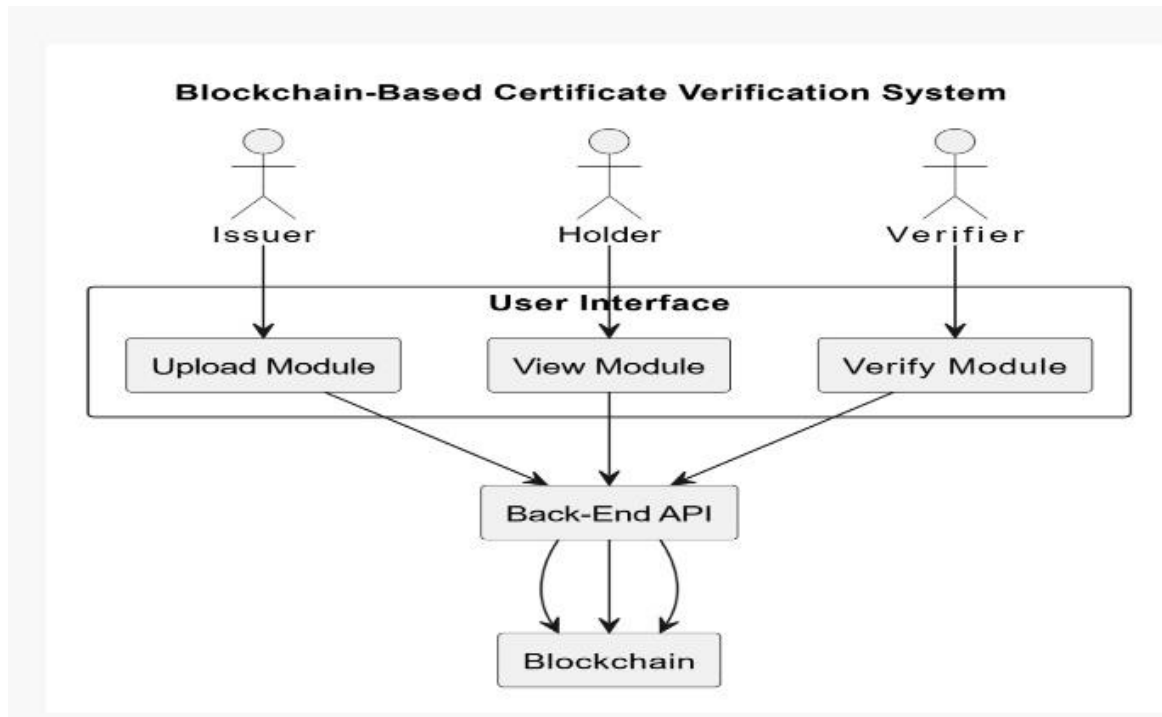 Blockchain-Based Certificate Verification System
Issuer
Holder
Verifier
User Interface
Upload Module
View Module
Verify Module
Back-End API
Blockchain